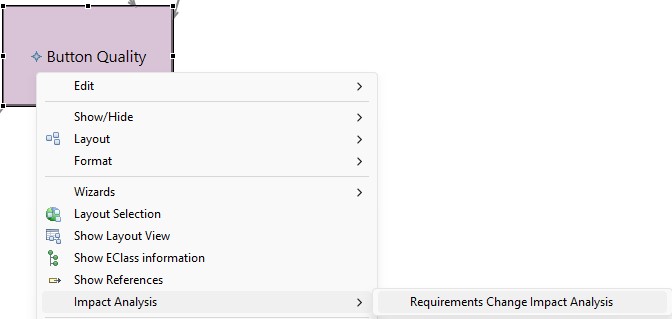 Button Quality
Edit
Show/Hide
Layout
Format
Wizards
Layout Selection
Show Layout View
Show EClass information
Show References
Impact Analysis
Requirements Change Impact Analysis